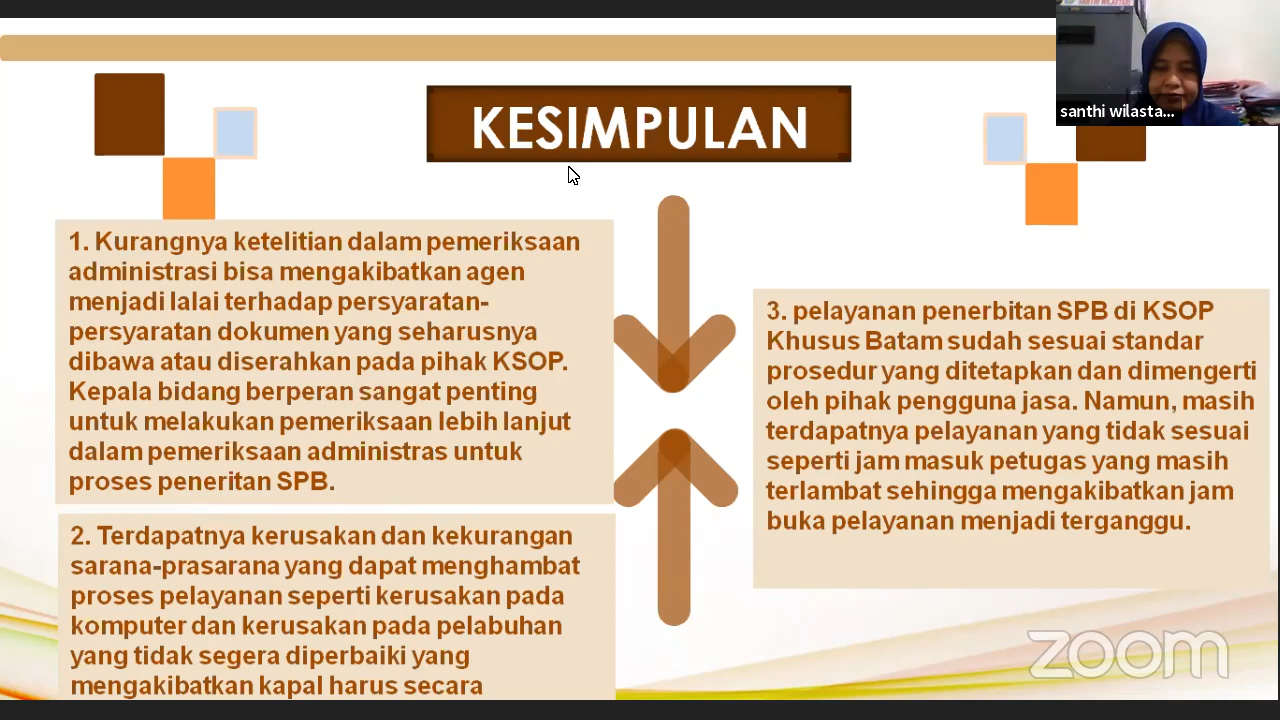 KESIMPULAN
santhi wilasta...
1. Kurangnya ketelitian dalam pemeriksaan
administrasi bisa mengakibatkan agen
menjadi lalai terhadap persyaratan-
persyaratan dokumen yang seharusnya
dibawa atau diserahkan pada pihak KSOP.
Kepala bidang berperan sangat penting
untuk melakukan pemeriksaan lebih lanjut
dalam pemeriksaan administras untuk
proses peneritan SPB.
2. Terdapatnya kerusakan dan kekurangan
sarana-prasarana yang dapat menghambat
proses pelayanan seperti kerusakan pada
komputer dan kerusakan pada pelabuhan
yang tidak segera diperbaiki yang
mengakibatkan kapal harus secara
3. pelayanan penerbitan SPB di KSOP
Khusus Batam sudah sesuai standar
prosedur yang ditetapkan dan dimengerti
oleh pihak pengguna jasa. Namun, masih
terdapatnya pelayanan yang tidak sesuai
seperti jam masuk petugas yang masih
terlambat sehingga mengakibatkan jam
buka pelayanan menjadi terganggu.
zoom